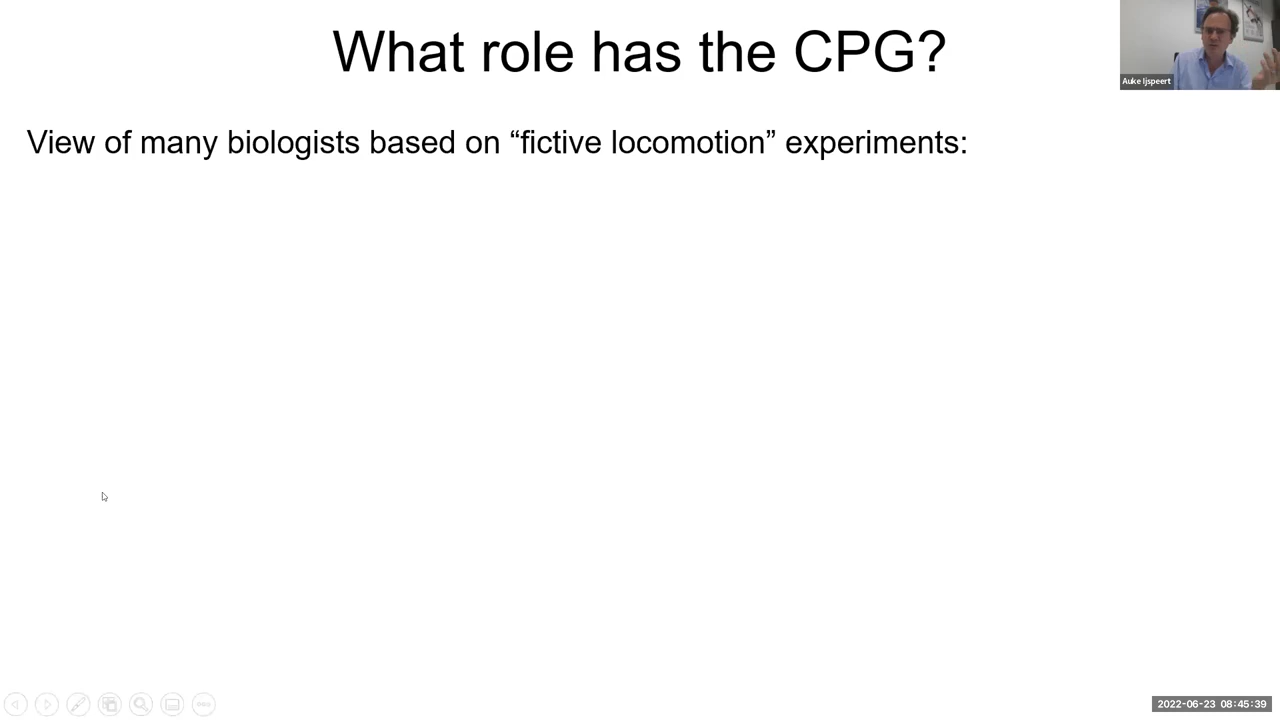 What role has the CPG?
Auke Ijspeert
View of many biologists based on “fictive locomotion” experiments:
2022-06-23 08:45:39